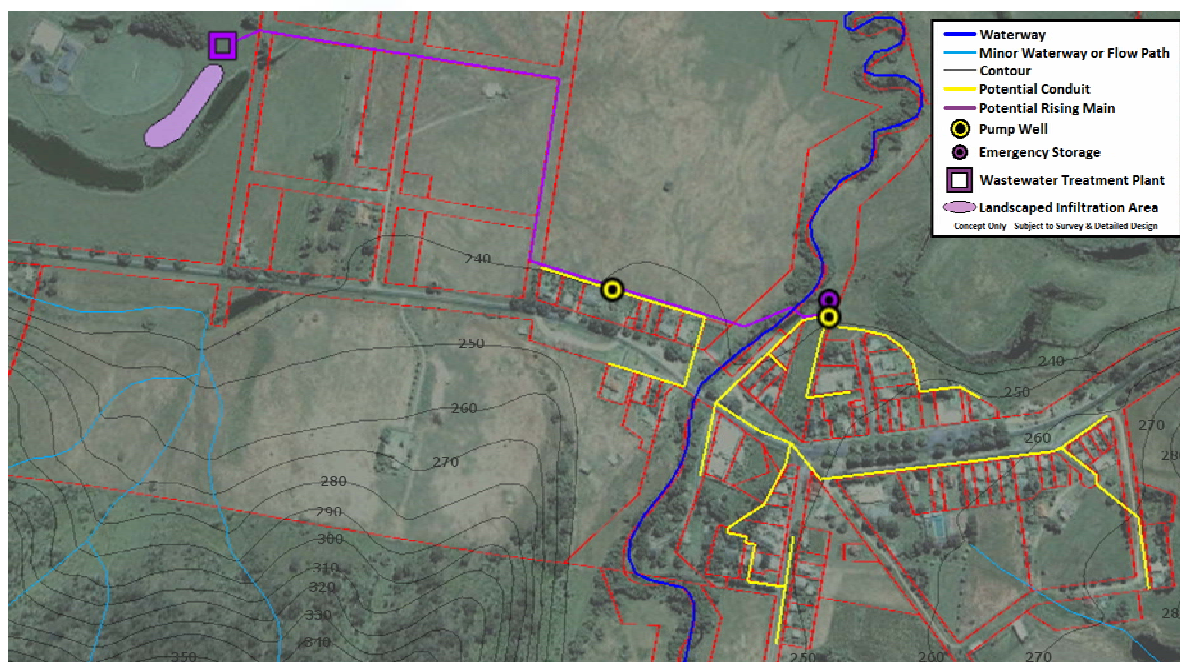 Waterway
Minor Waterway or Flow Path
Contour
Potential Conduit
Potential Rising Main
Pump Well
Emergency Storage
Wastewater Treatment Plant
Landscaped Infiltration Area
Concept Only Subject to Survey & Detailed Design
240
250
240
250
260
270
260
270
28
280
290
300
310
320
330
340
350
28
250
260
270